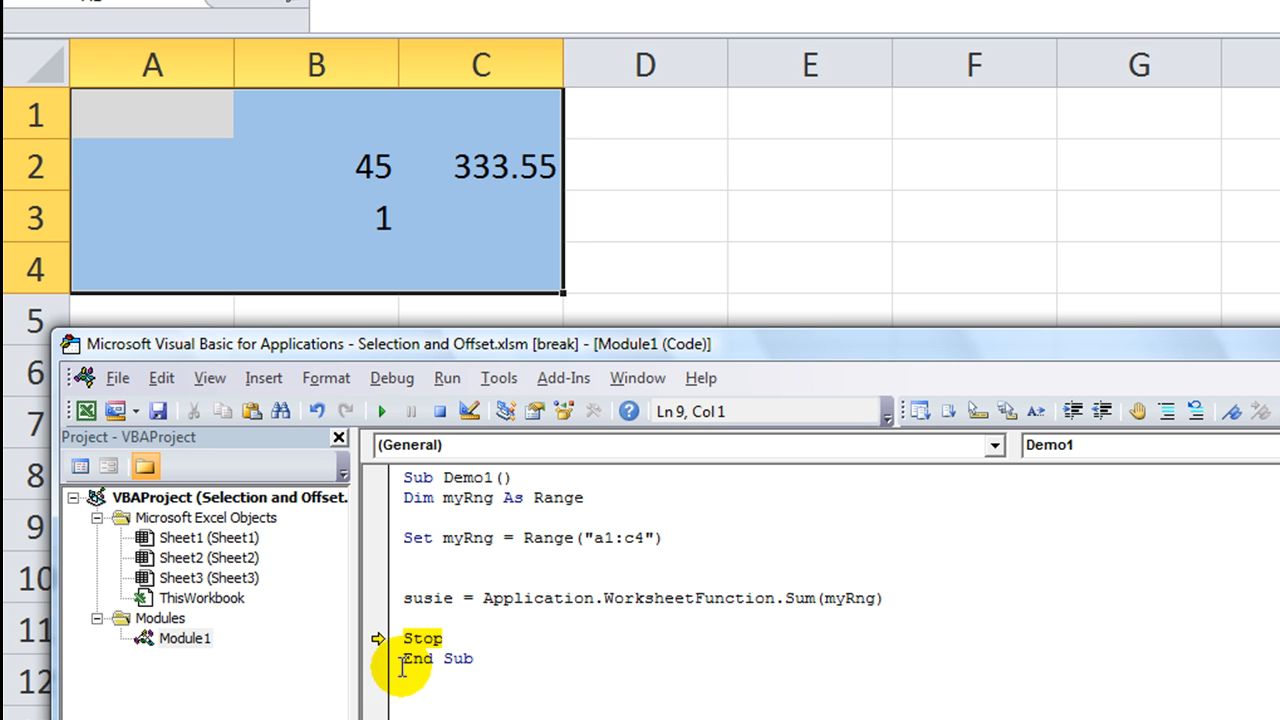 A B C D E F G
1
2 45 333.55
3 1
4
5
Microsoft Visual Basic for Applications - Selection and Offset.xlsm [break] - [Module1 (Code)]
6
File Edit View Insert Format Debug Run Tools Add-Ins Window Help
7
Ln 9, Col 1
Project - VBAProject
(General) Demo1
8
Sub Demo1()
VBAProject (Selection and Offset.
Dim myRng As Range
Microsoft Excel Objects
9
Sheet1 (Sheet1)
Set myRng = Range("a1:c4")
Sheet2 (Sheet2)
10
Sheet3 (Sheet3)
ThisWorkbook
susie = Application.WorksheetFunction.Sum(myRng)
Modules
11
Module1
Stop
End Sub
12